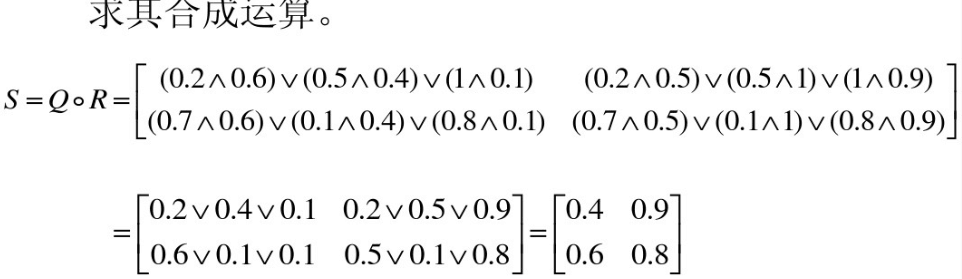 求其合成运算。
S = Q∘R = [ (0.2∧0.6)∨(0.5∧0.4)∨(1∧0.1) (0.2∧0.5)∨(0.5∧1)∨(1∧0.9)
(0.7∧0.6)∨(0.1∧0.4)∨(0.8∧0.1) (0.7∧0.5)∨(0.1∧1)∨(0.8∧0.9) ]
= [ 0.2∨0.4∨0.1 0.2∨0.5∨0.9 ] = [ 0.4 0.9 ]
[ 0.6∨0.1∨0.1 0.5∨0.1∨0.8 ] [ 0.6 0.8 ]